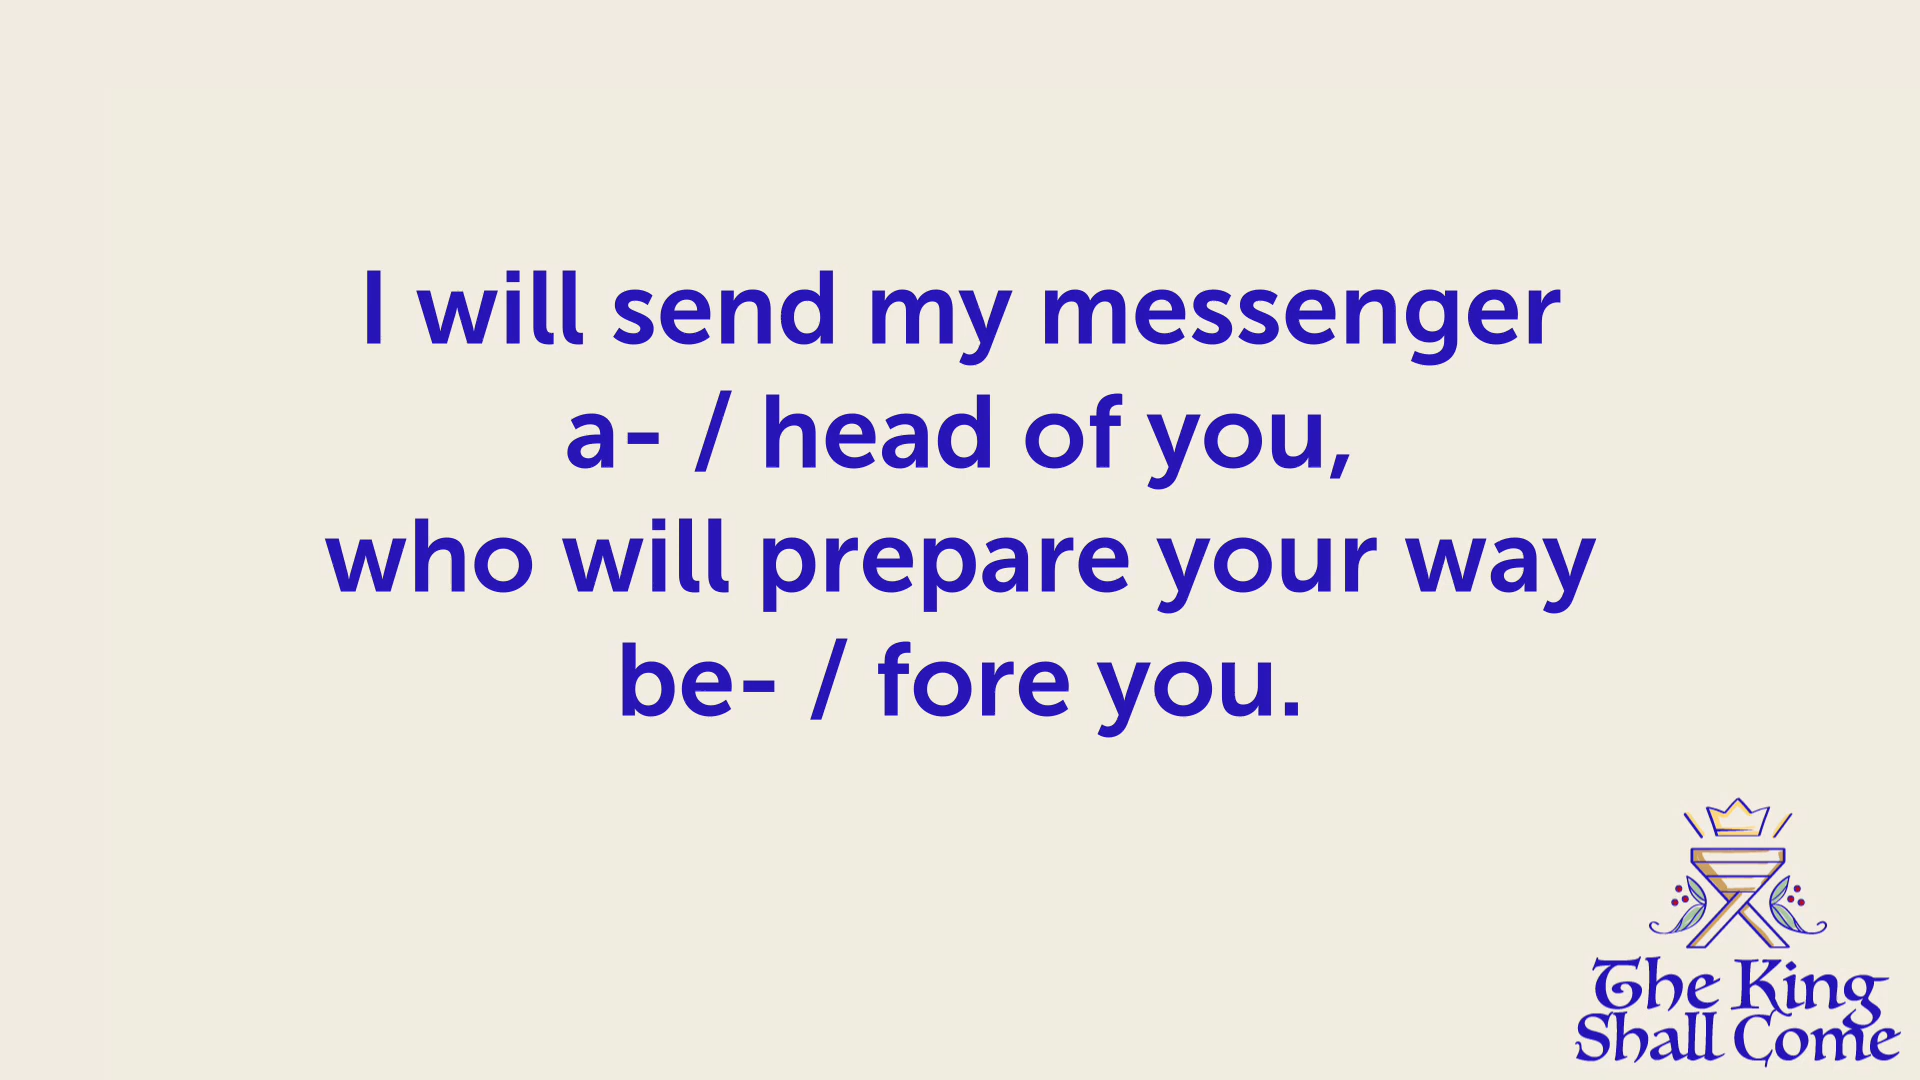 I will send my messenger
a- / head of you,
who will prepare your way
be- / fore you.
The King
Shall Come